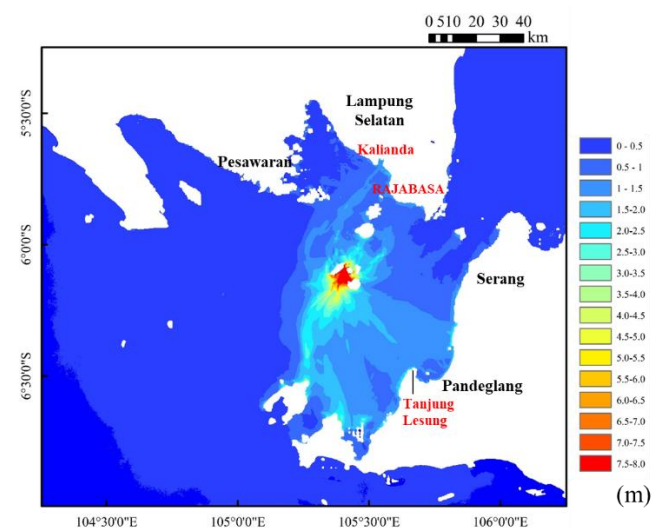 0 510 20 30 40
km
Lampung
Selatan
Kalianda
Pesawaran
RAJABASA
Serang
Pandeglang
Tanjung
Lesung
5°30'0"S
6°0'0"S
6°30'0"S
104°30'0"E
105°0'0"E
105°30'0"E
106°0'0"E
0 - 0.5
0.5 - 1
1 - 1.5
1.5-2.0
2.0-2.5
2.5-3.0
3.0-3.5
3.5-4.0
4.0-4.5
4.5-5.0
5.0-5.5
5.5-6.0
6.0-6.5
6.5-7.0
7.0-7.5
7.5-8.0
(m)